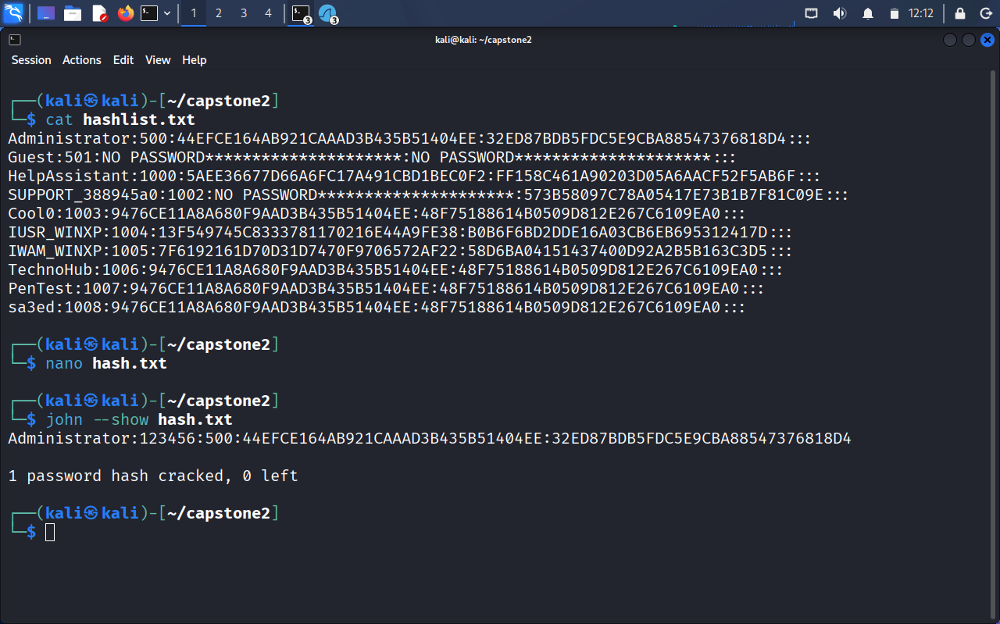 1 2 3 4 3 3 12:12
kali@kali: ~/capstone2
Session Actions Edit View Help
┌──(kali㉿kali)-[~/capstone2]
└─$ cat hashlist.txt
Administrator:500:44EFCE164AB921CAAAD3B435B51404EE:32ED87BDB5FDC5E9CBA88547376818D4:::
Guest:501:NO PASSWORD*********************:NO PASSWORD*********************:::
HelpAssistant:1000:5AEE36677D66A6FC17A491CBD1BEC0F2:FF158C461A90203D05A6AACF52F5AB6F:::
SUPPORT_388945a0:1002:NO PASSWORD*********************:573B58097C78A05417E73B1B7F81C09E:::
Cool0:1003:9476CE11A8A680F9AAD3B435B51404EE:48F75188614B0509D812E267C6109EA0:::
IUSR_WINXP:1004:13F549745C8333781170216E44A9FE38:B0B6F6BD2DDE16A03CB6EB695312417D:::
IWAM_WINXP:1005:7F6192161D70D31D7470F9706572AF22:58D6BA04151437400D92A2B5B163C3D5:::
TechnoHub:1006:9476CE11A8A680F9AAD3B435B51404EE:48F75188614B0509D812E267C6109EA0:::
PenTest:1007:9476CE11A8A680F9AAD3B435B51404EE:48F75188614B0509D812E267C6109EA0:::
sa3ed:1008:9476CE11A8A680F9AAD3B435B51404EE:48F75188614B0509D812E267C6109EA0:::
┌──(kali㉿kali)-[~/capstone2]
└─$ nano hash.txt
┌──(kali㉿kali)-[~/capstone2]
└─$ john --show hash.txt
Administrator:123456:500:44EFCE164AB921CAAAD3B435B51404EE:32ED87BDB5FDC5E9CBA88547376818D4
1 password hash cracked, 0 left
┌──(kali㉿kali)-[~/capstone2]
└─$